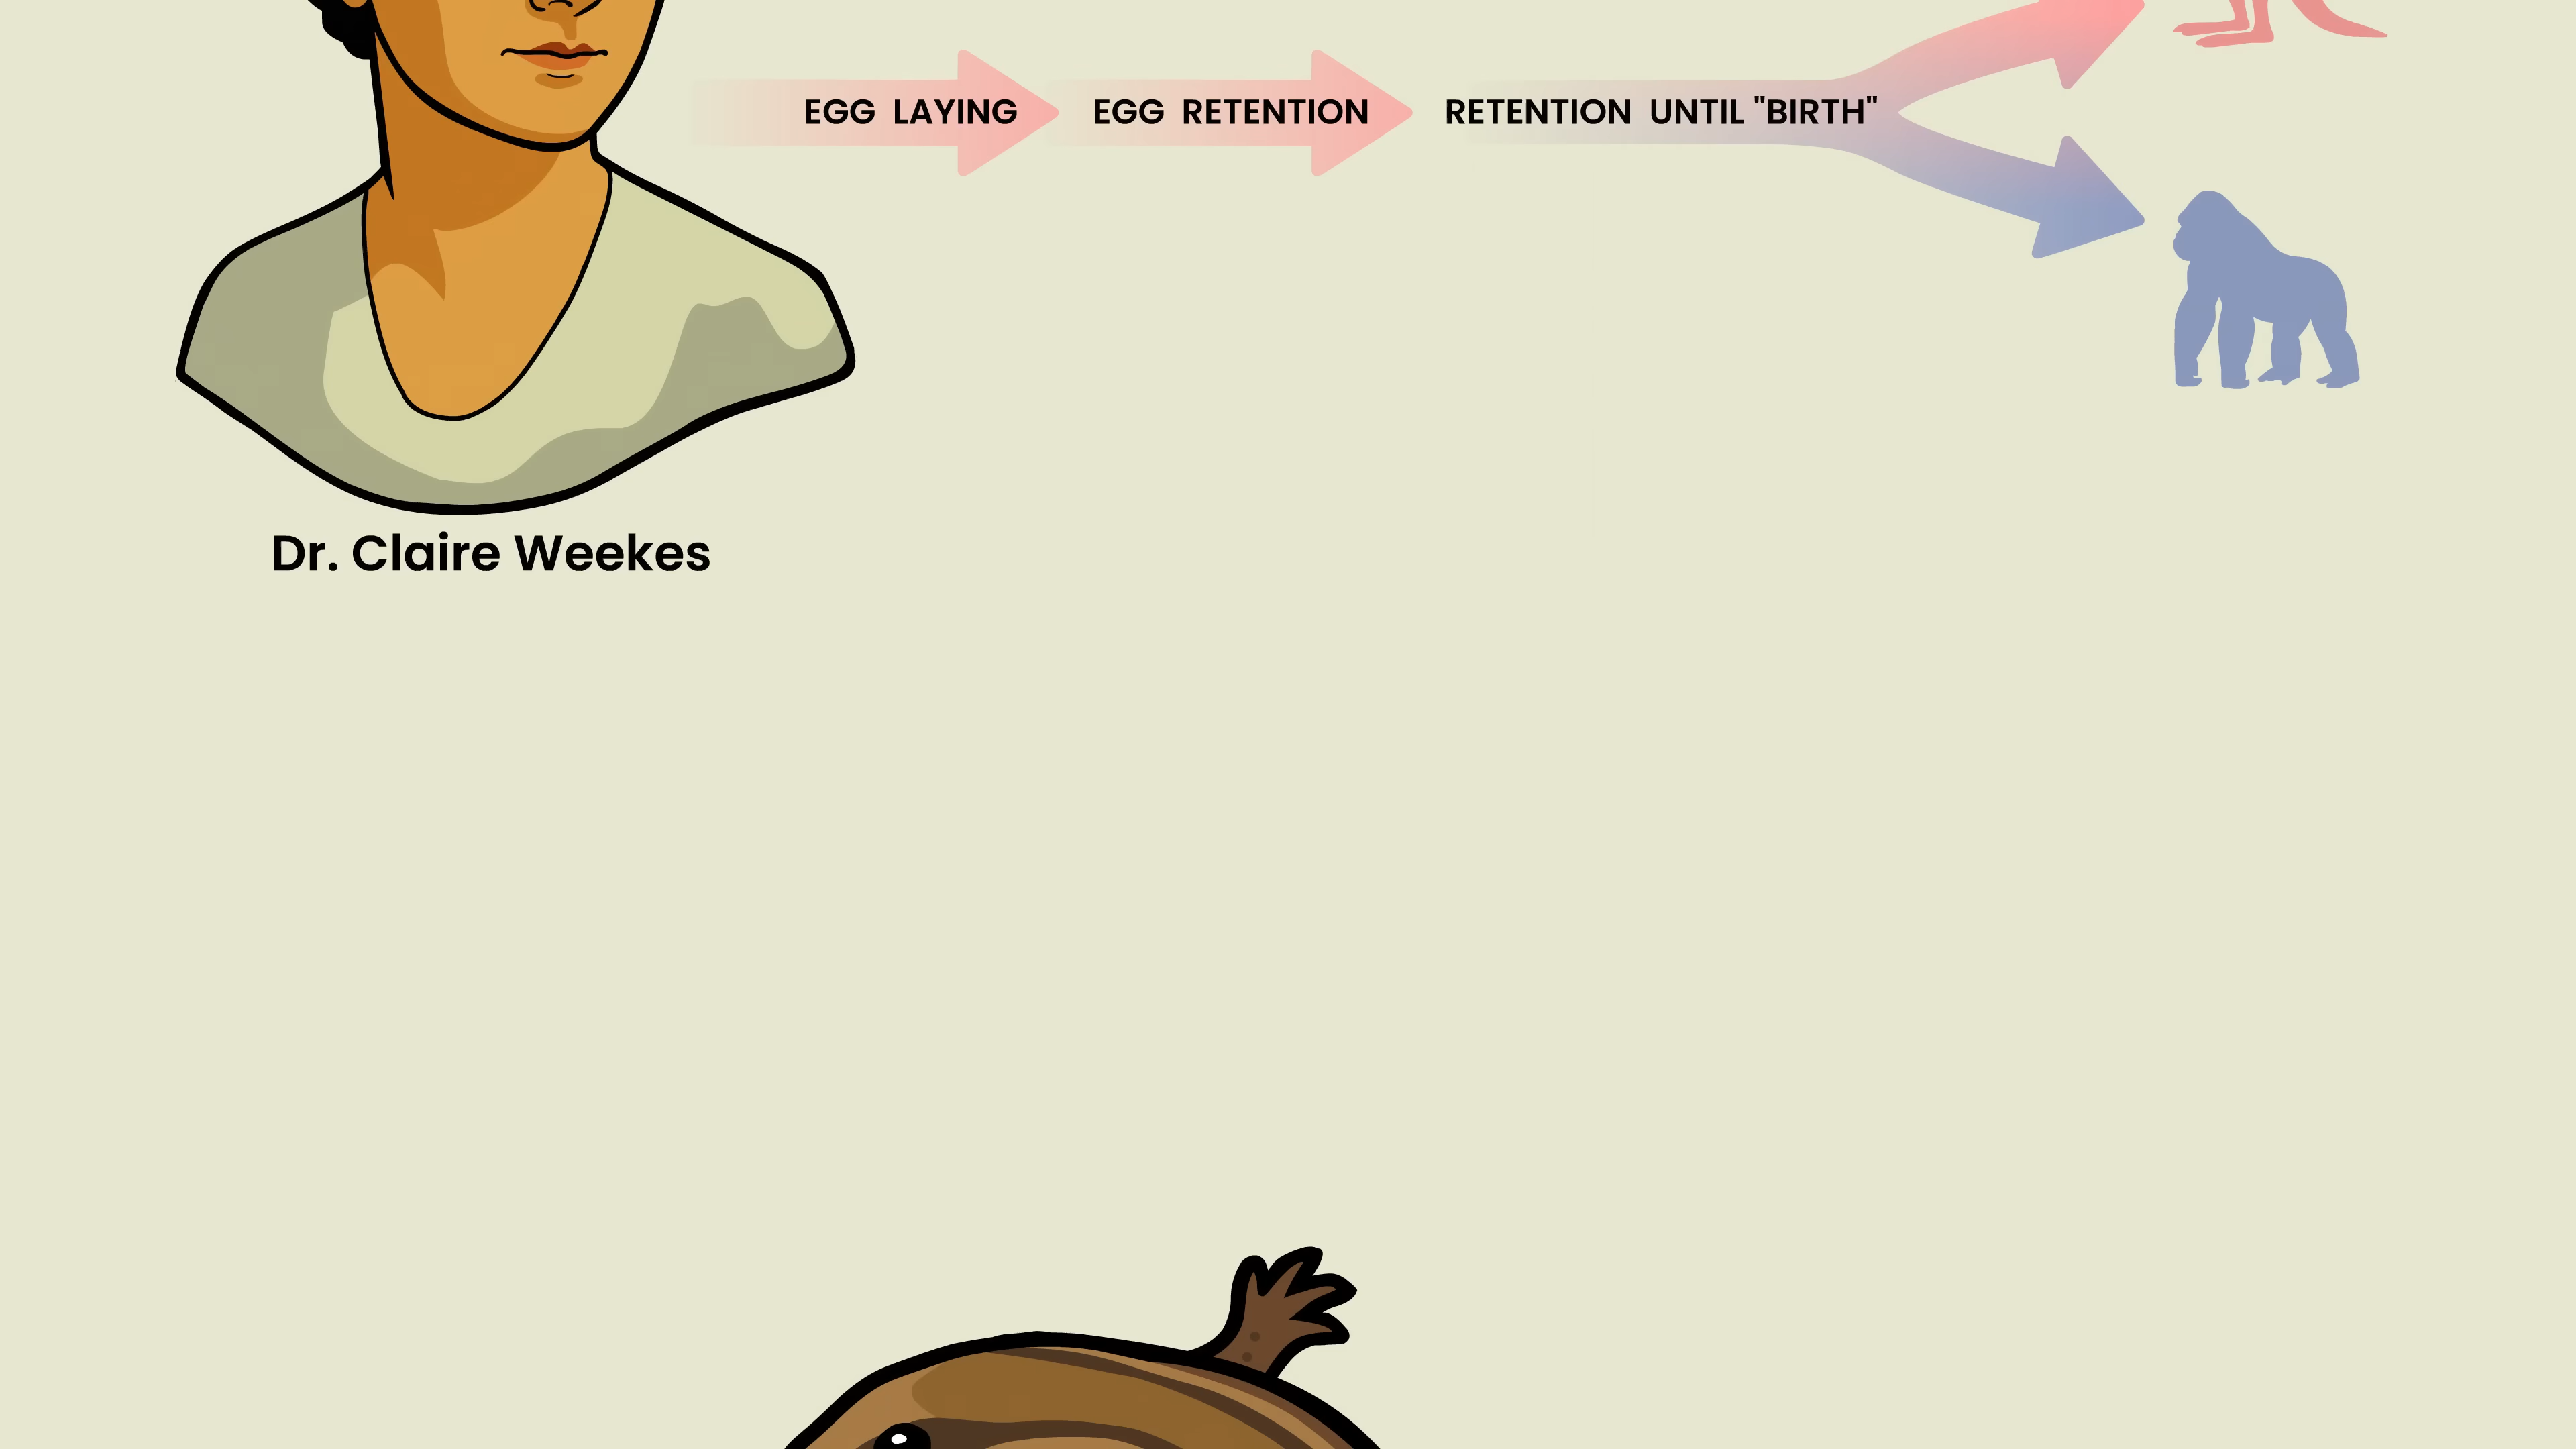 EGG LAYING
EGG RETENTION
RETENTION UNTIL "BIRTH"
Dr. Claire Weekes